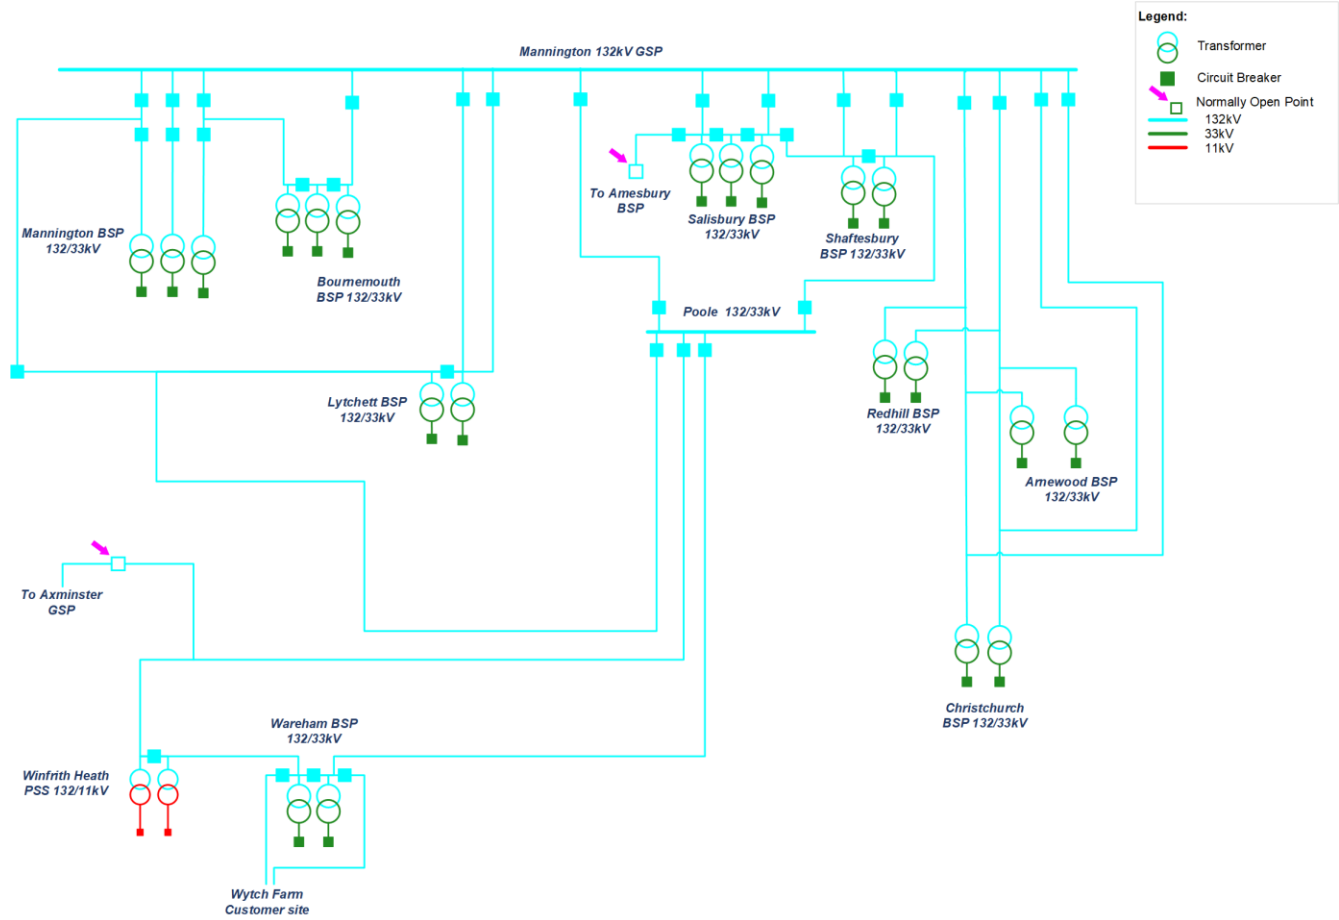 Mannington 132kV GSP
Legend:
Transformer
Circuit Breaker
Normally Open Point
132kV
33kV
11kV
To Amesbury
BSP
Salisbury BSP
132/33kV
Shaftesbury
BSP 132/33kV
Mannington BSP
132/33kV
Bournemouth
BSP 132/33kV
Poole 132/33kV
Lytchett BSP
132/33kV
Redhill BSP
132/33kV
Arnewood BSP
132/33kV
To Axminster
GSP
Christchurch
BSP 132/33kV
Wareham BSP
132/33kV
Winfrith Heath
PSS 132/11kV
Wytch Farm
Customer site